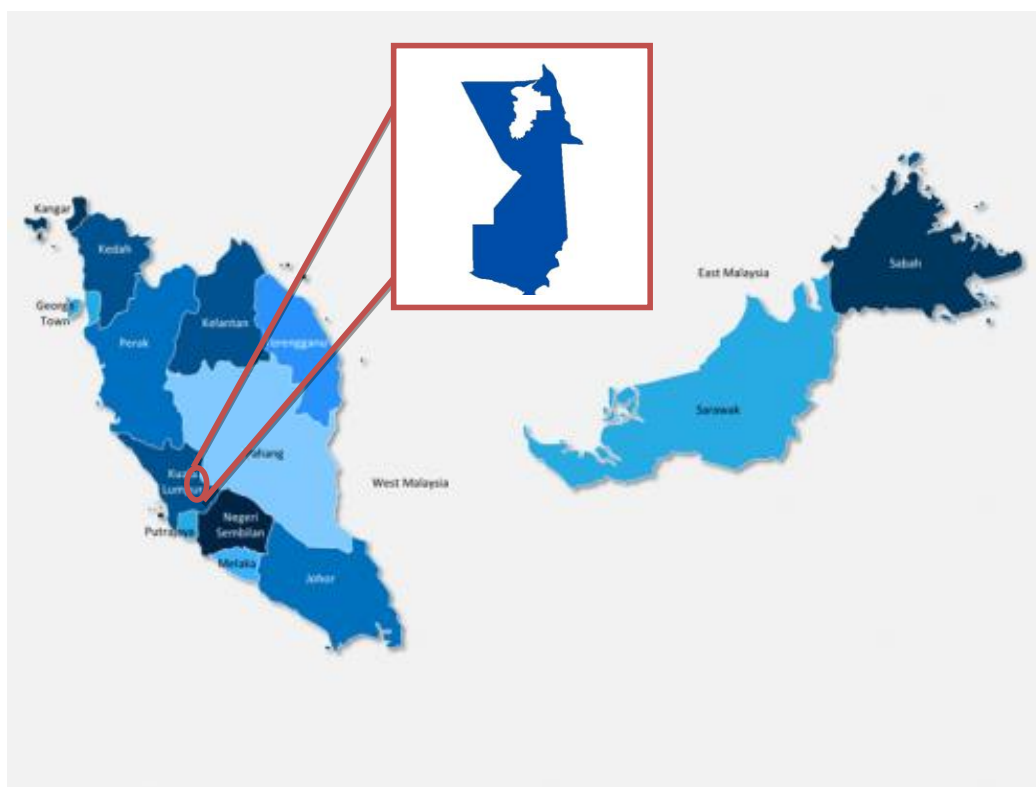 Kangar
Kedah
George
Town
Perak
Kelantan
Terengganu
East Malaysia
Sabah
Sarawak
Pahang
Kuala
Lumpur
West Malaysia
Putrajaya
Negeri
Sembilan
Melaka
Johor